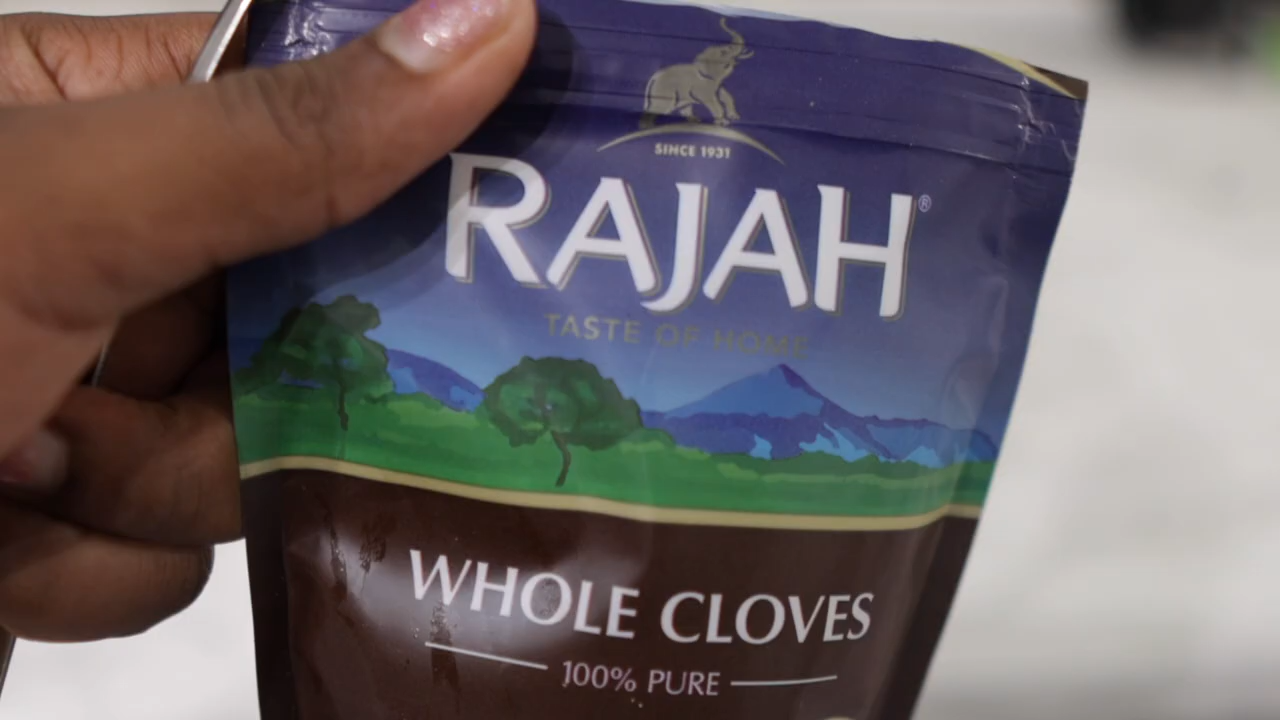 SINCE 1931
RAJAH®
TASTE OF HOME
WHOLE CLOVES
100% PURE